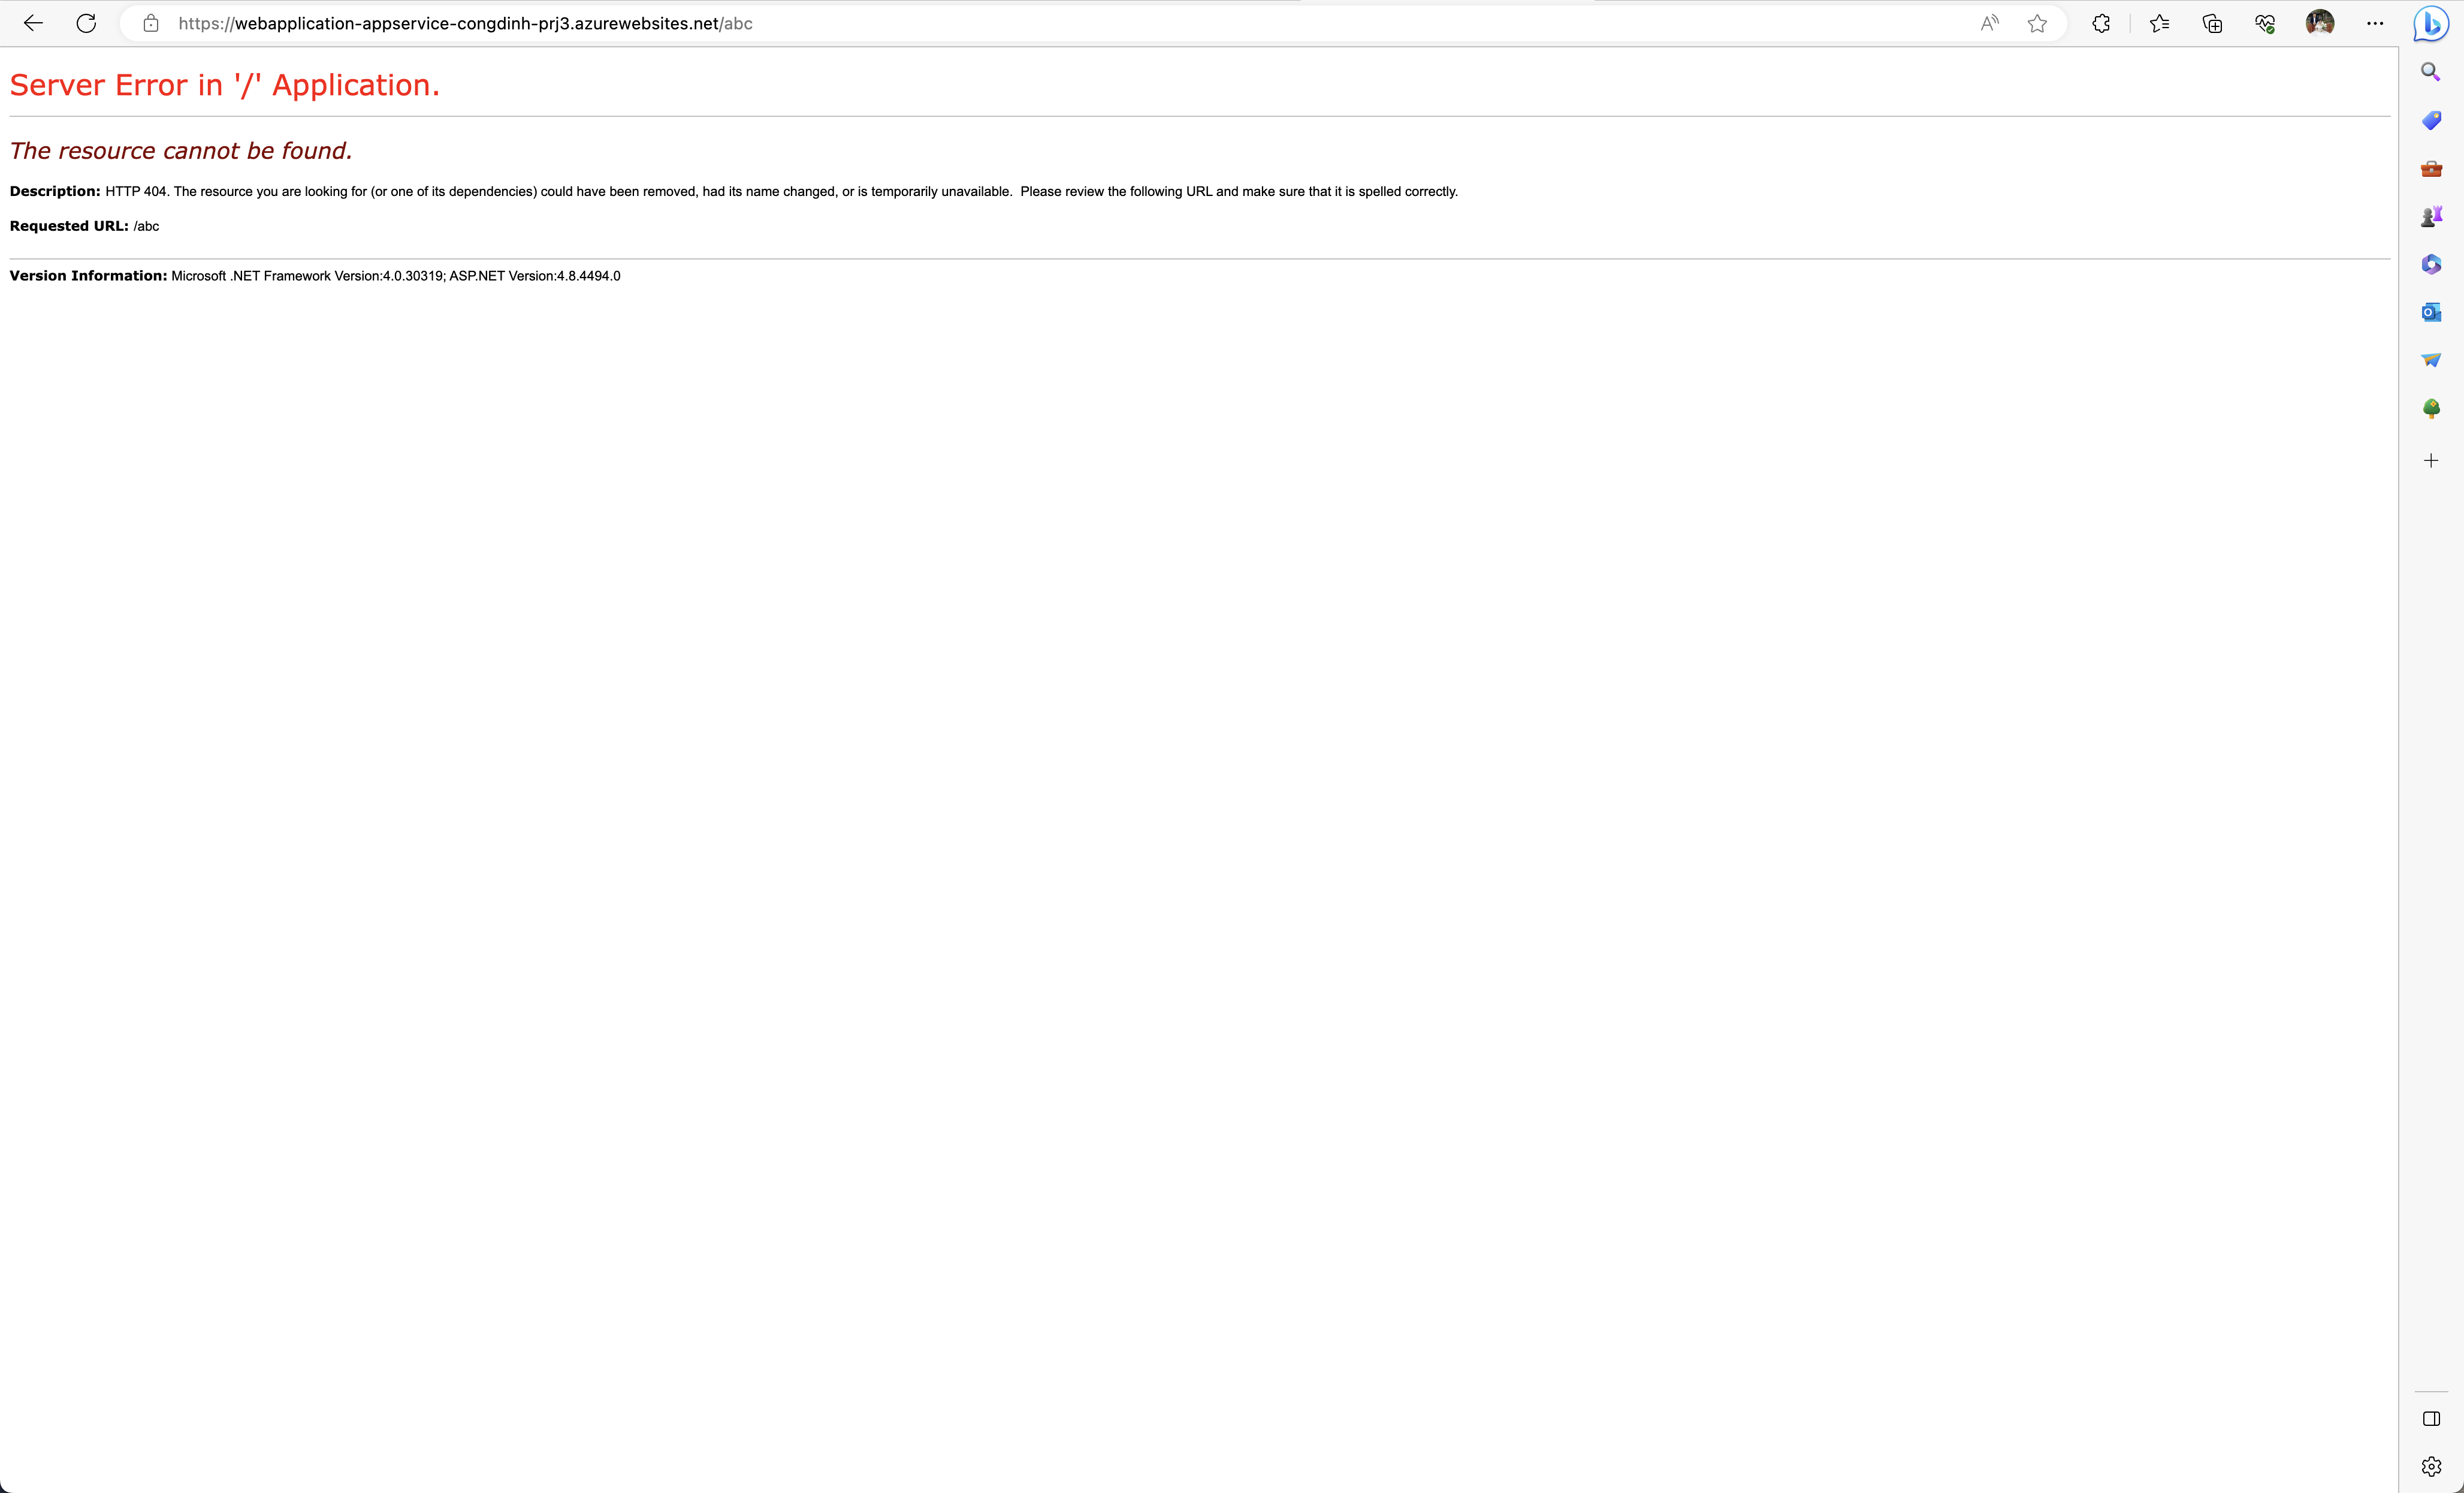 https://webapplication-appservice-congdinh-prj3.azurewebsites.net/abc
Server Error in '/' Application.
The resource cannot be found.
Description: HTTP 404. The resource you are looking for (or one of its dependencies) could have been removed, had its name changed, or is temporarily unavailable.  Please review the following URL and make sure that it is spelled correctly.
Requested URL: /abc
Version Information: Microsoft .NET Framework Version:4.0.30319; ASP.NET Version:4.8.4494.0